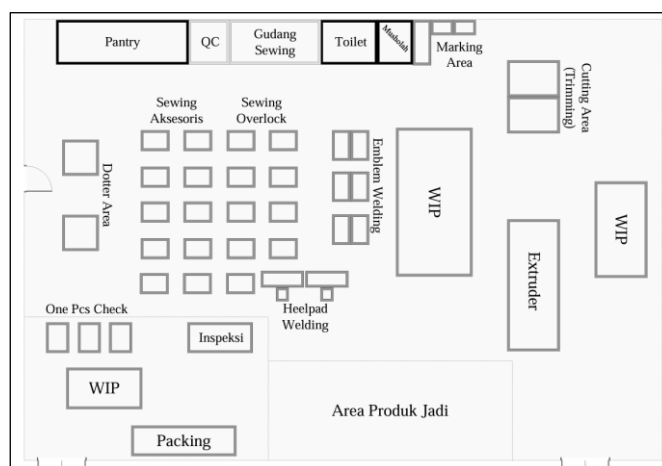 Pantry
QC
Gudang
Sewing
Toilet
Musholah
Marking
Area
Cutting Area
(Trimming)
Sewing
Aksesoris
Sewing
Overlock
Dotter Area
Emblem Welding
WIP
WIP
Extruder
Heelpad
Welding
One Pcs Check
Inspeksi
WIP
Packing
Area Produk Jadi